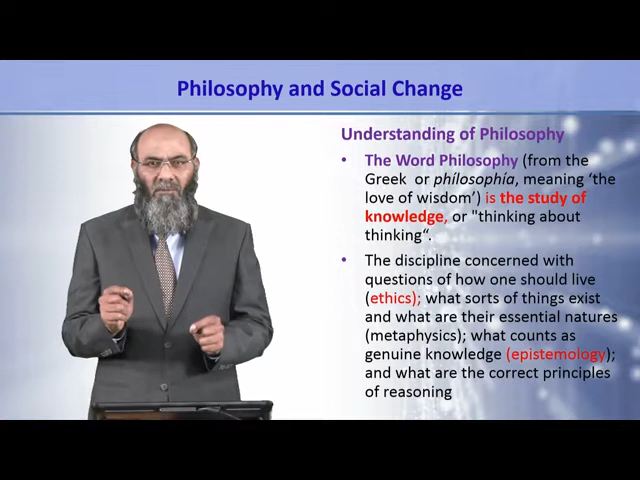 Philosophy and Social Change
Understanding of Philosophy
• The Word Philosophy (from the
Greek or phílosophía, meaning ‘the
love of wisdom’) is the study of
knowledge, or "thinking about
thinking“.
• The discipline concerned with
questions of how one should live
(ethics); what sorts of things exist
and what are their essential natures
(metaphysics); what counts as
genuine knowledge (epistemology);
and what are the correct principles
of reasoning